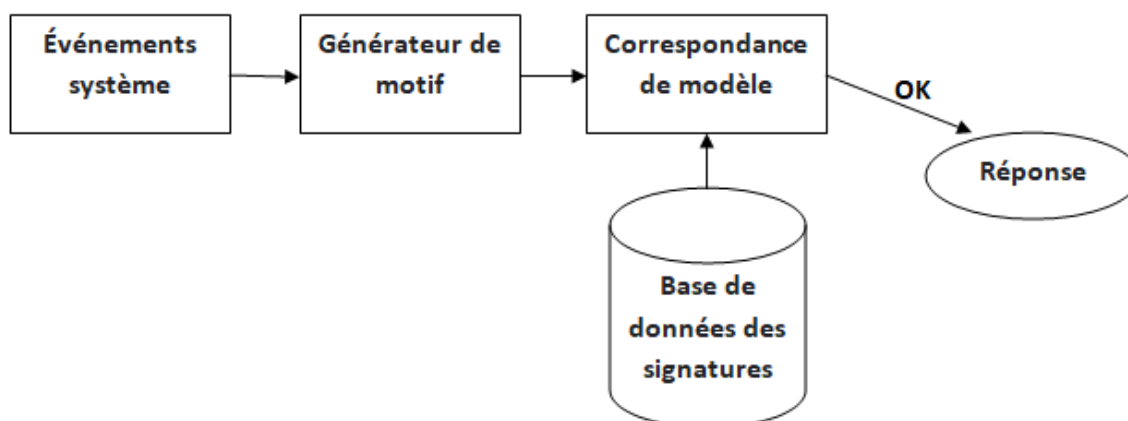 Événements
système
Générateur de
motif
Correspondance
de modèle
OK
Réponse
Base de
données des
signatures